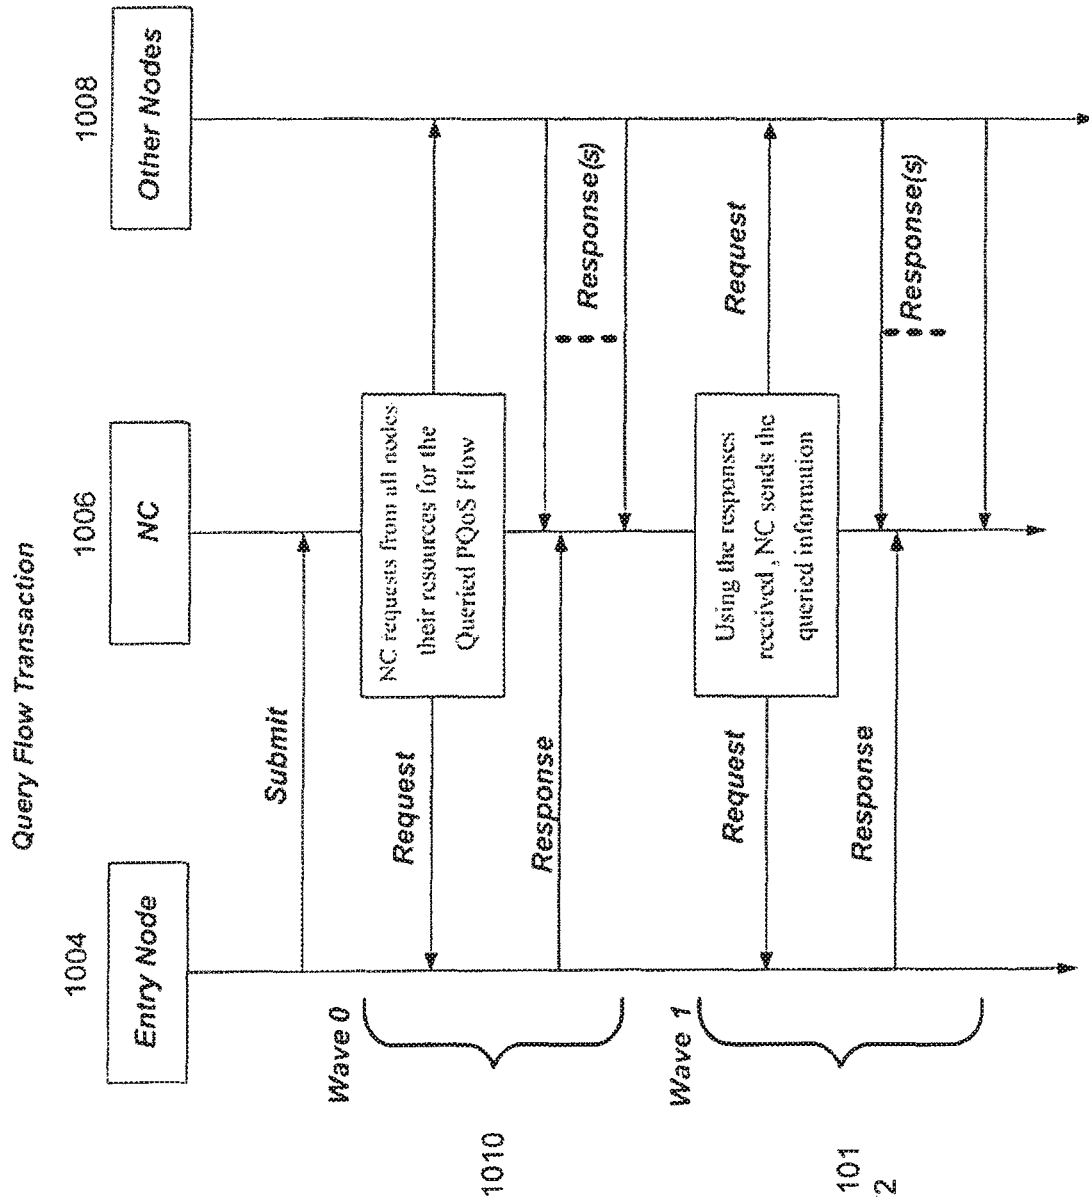 Query Flow Transaction
1004
1006
1008
Entry Node
NC
Other Nodes
Submit
Wave 0
NC requests from all nodes
their resources for the
Queried PQoS Flow
Request
Response
Response(s)
1010
Wave 1
Using the responses
received, NC sends the
queried information
Request
Request
Response
Response(s)
101
2